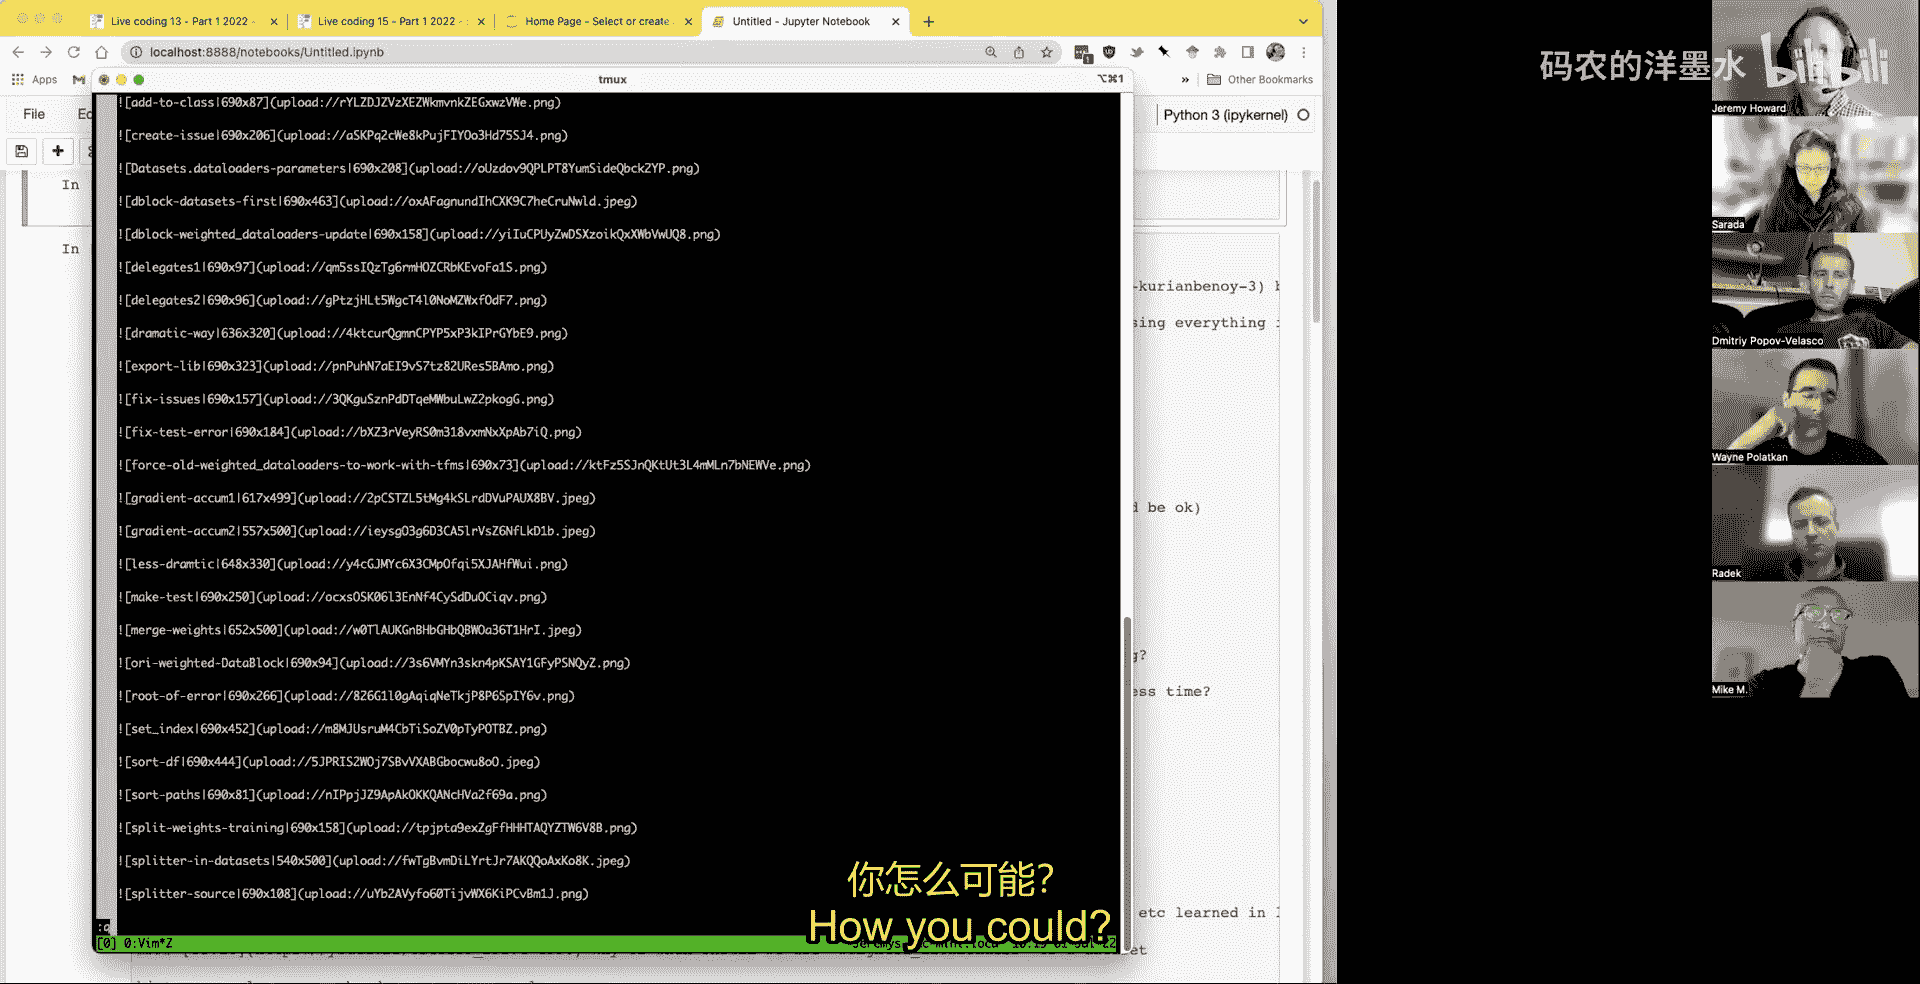 Live coding 13 - Part 1 2022 -
Live coding 15 - Part 1 2022 -
Home Page - Select or create
Untitled - Jupyter Notebook
localhost:8888/notebooks/Untitled.ipynb
Apps
Other Bookmarks
tmux
⌥⌘1
File
Python 3 (ipykernel)
In
In
![add-to-class|690x87](upload://rYLZDJZVzXEZWkmvnkZEGxwzVWe.png)
![create-issue|690x206](upload://aSKPq2cWe8kPujFIYOo3Hd75SJ4.png)
![Datasets.dataloaders-parameters|690x208](upload://oUzdov9QPLPT8YumSideQbckZYP.png)
![dblock-datasets-first|690x463](upload://oxAFagnundIhCXK9C7heCruNwld.jpeg)
![dblock-weighted_dataloaders-update|690x158](upload://yiIuCPUyZwDSXzoikQxXWbVwUQ8.png)
![delegates1|690x97](upload://qm5ssIQzTg6rmHOZCRbKEvoFa1S.png)
![delegates2|690x96](upload://gPtzjHLt5WgcT4l0NoMZWxfOdF7.png)
![dramatic-way|636x320](upload://4ktcurQgmnCPYP5xP3kIPrGYbE9.png)
![export-lib|690x323](upload://pnPuhN7aEI9vS7tz82URes5BAmo.png)
![fix-issues|690x157](upload://3QKguSznPdDTqeMWbuLwZ2pkogG.png)
![fix-test-error|690x184](upload://bXZ3rVeyRS0m318vxmNxXpAb7iQ.png)
![force-old-weighted_dataloaders-to-work-with-tfms|690x73](upload://ktFz5SJnQKtUt3L4mMLn7bNEWVe.png)
![gradient-accum1|617x499](upload://2pCSTZL5tMg4kSLrdDVuPAUX8BV.jpeg)
![gradient-accum2|557x500](upload://ieysgO3g6D3CA5lrVsZ6NfLkD1b.jpeg)
![less-dramtic|648x330](upload://y4cGJMYc6X3CMpOfqi5XJAHfWui.png)
![make-test|690x250](upload://ocxsOSK06l3EnNf4CySdDuOCiqv.png)
![merge-weights|652x500](upload://w0TlAUKGnBHbGHbQBWOa36T1HrI.jpeg)
![ori-weighted-DataBlock|690x94](upload://3s6VMYn3skn4pKSAY1GFyPSNQyZ.png)
![root-of-error|690x266](upload://826G1l0gAqiqNeTkjP8P6SpIY6v.png)
![set_index|690x452](upload://m8MJUsruM4CbTiSoZV0pTyPOTBZ.png)
![sort-df|690x444](upload://5JPRIS2WOj7SBvVXABGbocwu8oO.jpeg)
![sort-paths|690x81](upload://nIPpjJZ9ApAkOKKQANcHVa2f69a.png)
![split-weights-training|690x158](upload://tpjpta9exZgFfHHHTAQYZTW6V8B.png)
![splitter-in-datasets|540x500](upload://fwTgBvmDiLYrtJr7AKQQoAxKo8K.jpeg)
![splitter-source|690x108](upload://uYb2AVyfo60TijvWX6KiPCvBm1J.png)
[0] 0:Vim*Z
-kurianbenoy-3)
sing everything
be ok)
time?
etc learned in
你怎么可能?
How you could?
码农的洋墨水 bilibili
Jeremy Howard
Sarada
Dmitriy Popov-Velasco
Wayne Polatkan
Radek
Mike M.